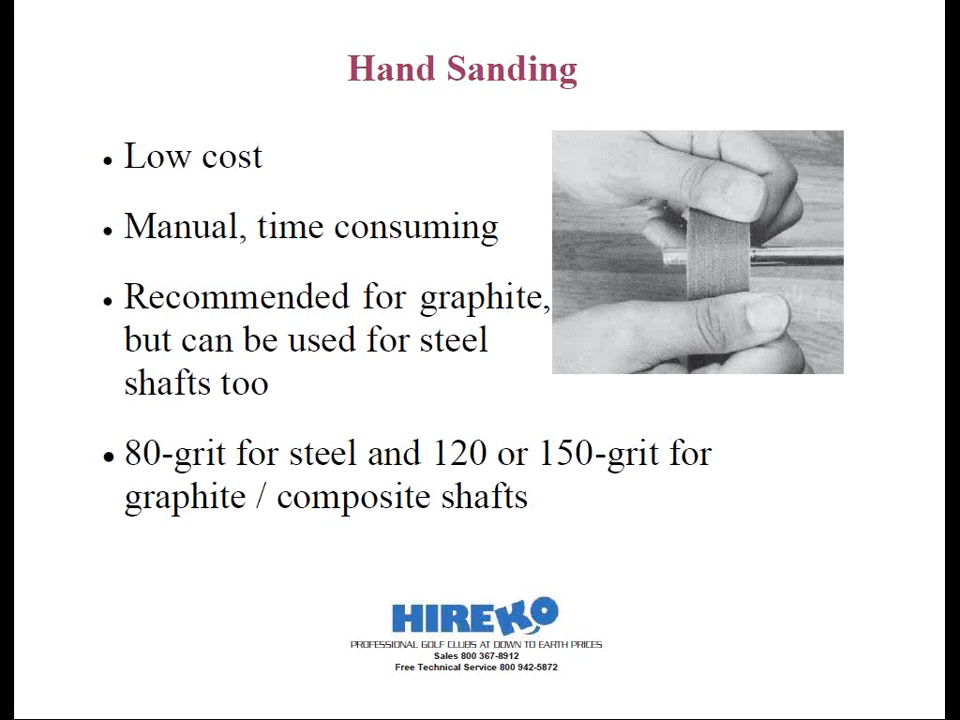 Hand Sanding
• Low cost
• Manual, time consuming
• Recommended for graphite,
but can be used for steel
shafts too
• 80-grit for steel and 120 or 150-grit for
graphite / composite shafts
HIREKO
PROFESSIONAL GOLF CLUBS AT DOWN TO EARTH PRICES
Sales 800 367-8912
Free Technical Service 800 942-5872